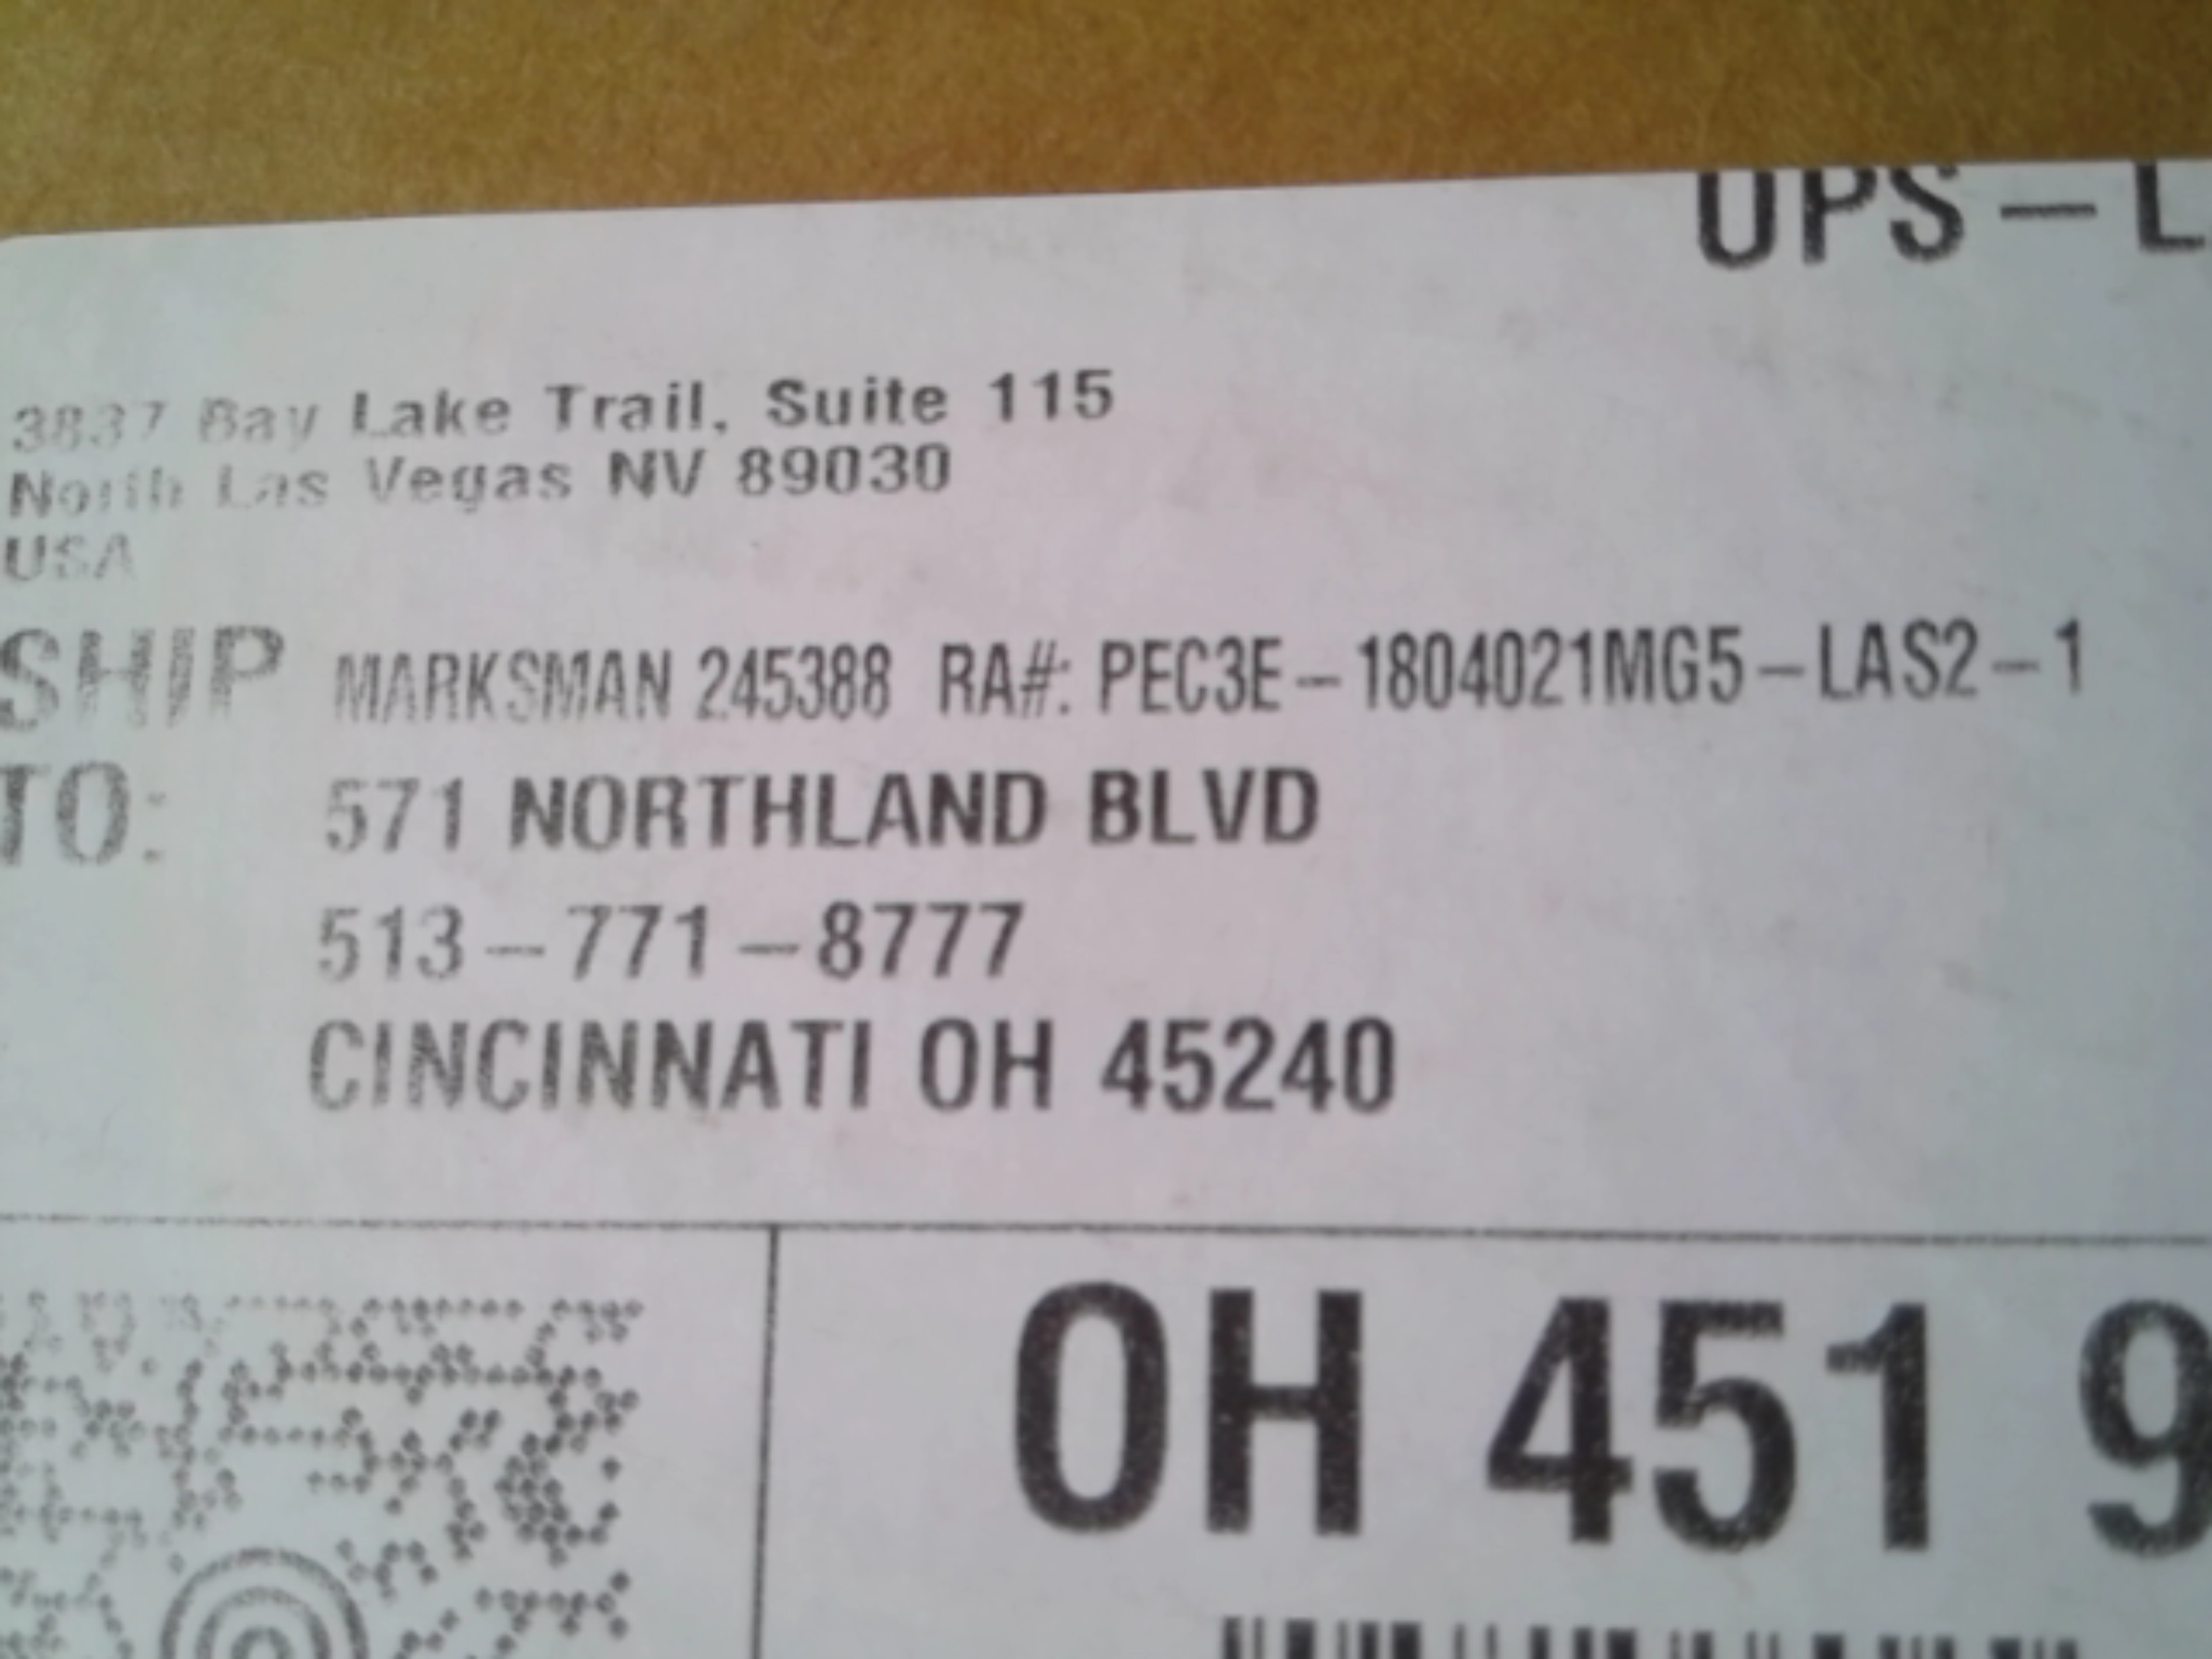 UPS-L
3837 Bay Lake Trail, Suite 115
North Las Vegas NV 89030
USA
SHIP MARKSMAN 245388 RA#: PEC3E-1804021MG5-LAS2-1
TO: 571 NORTHLAND BLVD
513-771-8777
CINCINNATI OH 45240
OH 451 9